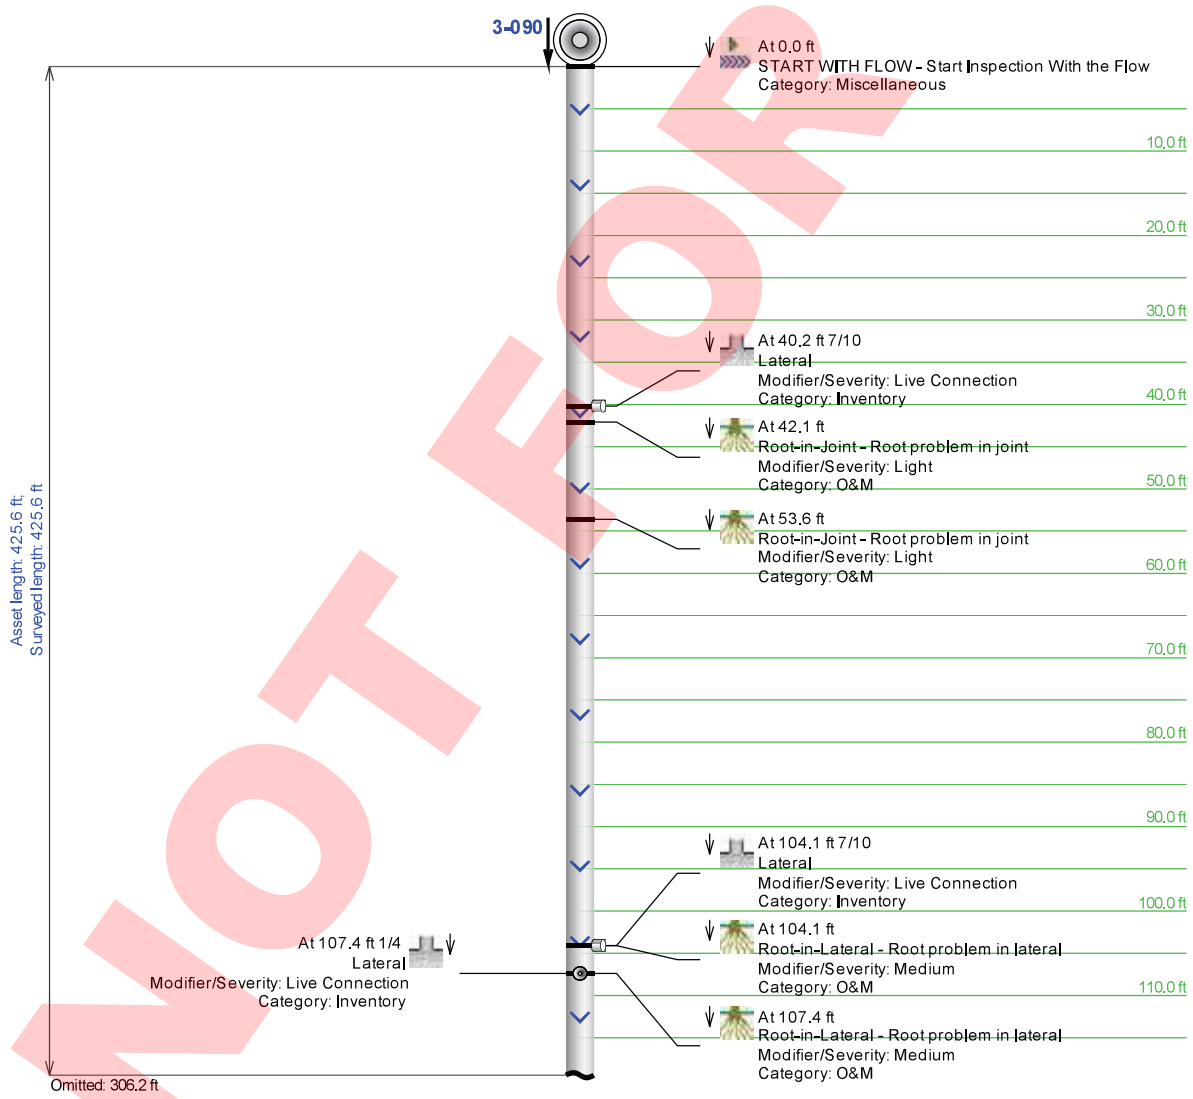 3-090
At 0.0 ft
START WITH FLOW - Start Inspection With the Flow
Category: Miscellaneous
10.0 ft
20.0 ft
30.0 ft
At 40.2 ft 7/10
Lateral
Modifier/Severity: Live Connection
Category: Inventory
40.0 ft
At 42.1 ft
Root-in-Joint - Root problem in joint
Modifier/Severity: Light
Category: O&M
50.0 ft
At 53.6 ft
Root-in-Joint - Root problem in joint
Modifier/Severity: Light
Category: O&M
60.0 ft
Asset length: 425.6 ft;
Surveyed length: 425.6 ft
70.0 ft
80.0 ft
90.0 ft
At 104.1 ft 7/10
Lateral
Modifier/Severity: Live Connection
Category: Inventory
100.0 ft
At 104.1 ft
Root-in-Lateral - Root problem in lateral
Modifier/Severity: Medium
Category: O&M
At 107.4 ft 1/4
Lateral
Modifier/Severity: Live Connection
Category: Inventory
110.0 ft
At 107.4 ft
Root-in-Lateral - Root problem in lateral
Modifier/Severity: Medium
Category: O&M
Omitted: 306.2 ft
NOT FOR